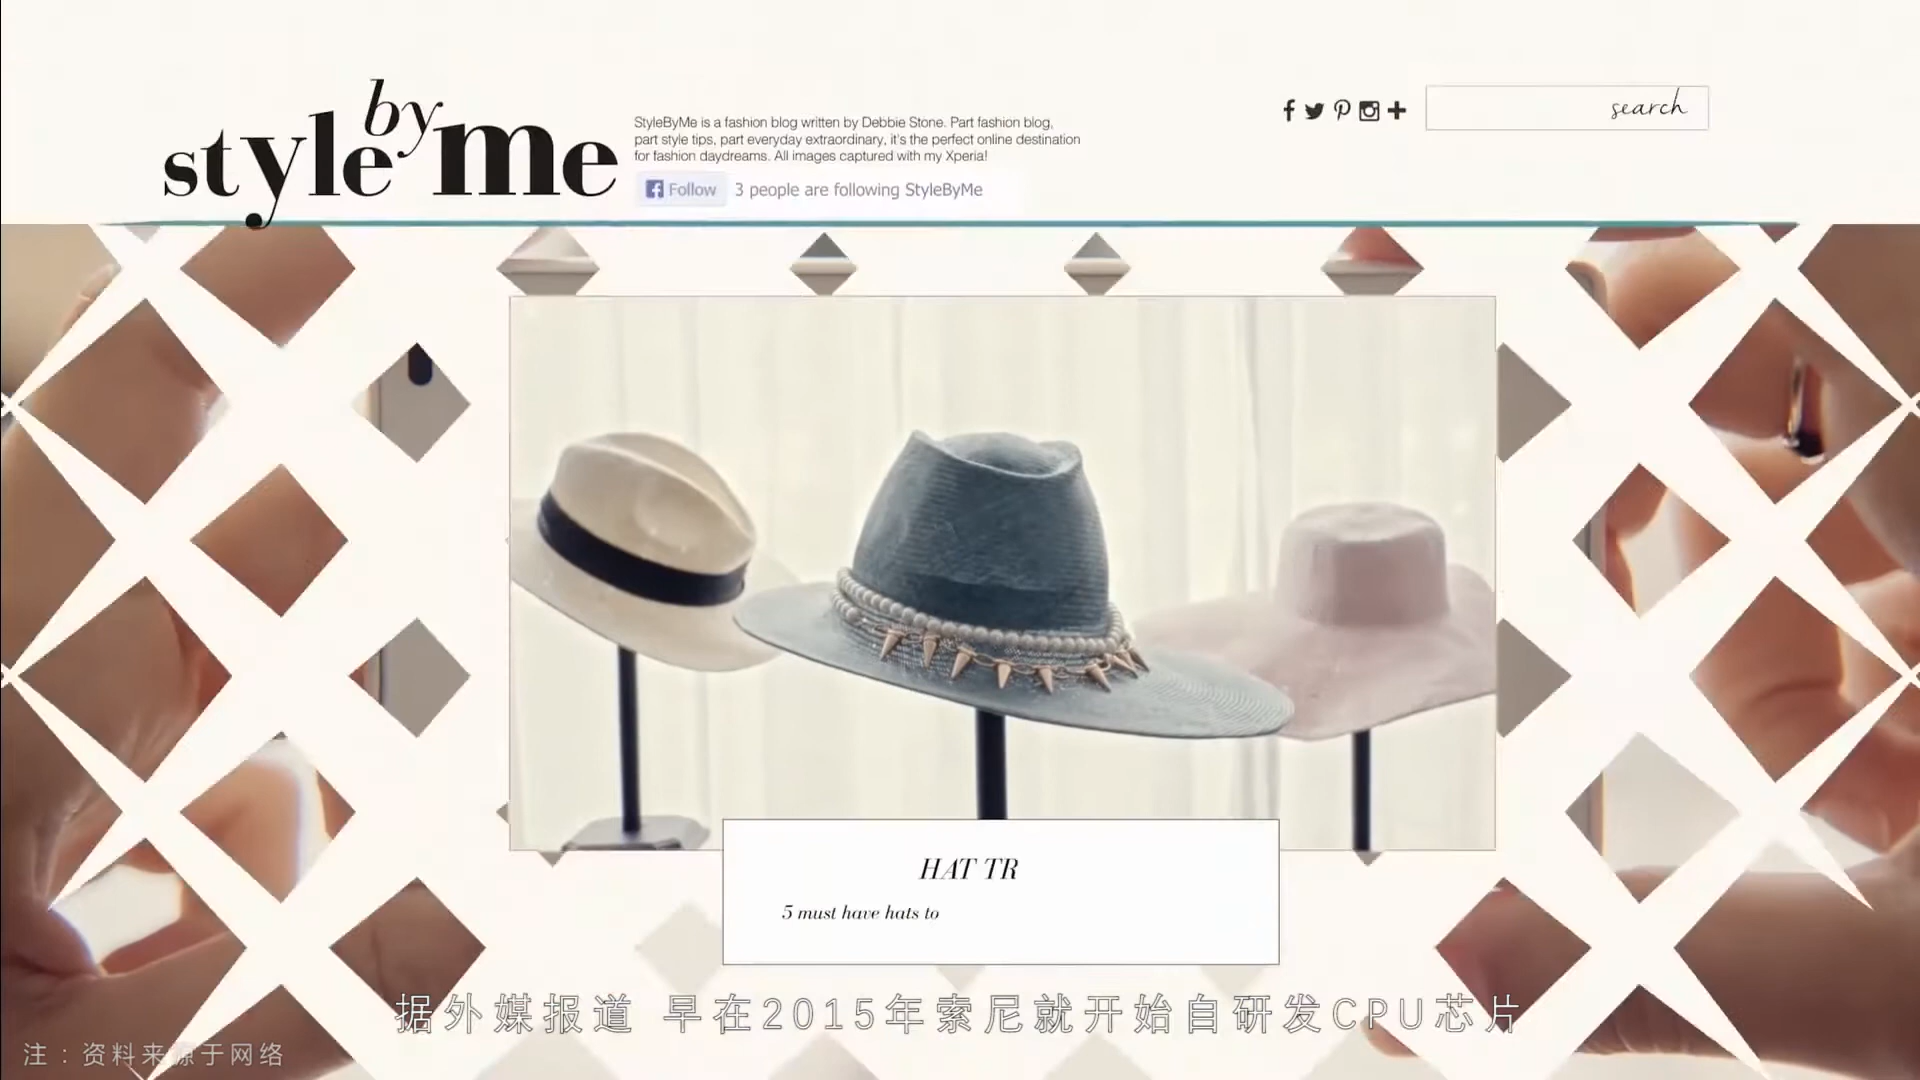 style by me
StyleByMe is a fashion blog written by Debbie Stone. Part fashion blog,
part style tips, part everyday extraordinary, it's the perfect online destination
for fashion daydreams. All images captured with my Xperia!
Follow 3 people are following StyleByMe
search
HAT TR
5 must have hats to
据外媒报道 早在2015年索尼就开始自研发CPU芯片
注：资料来源于网络